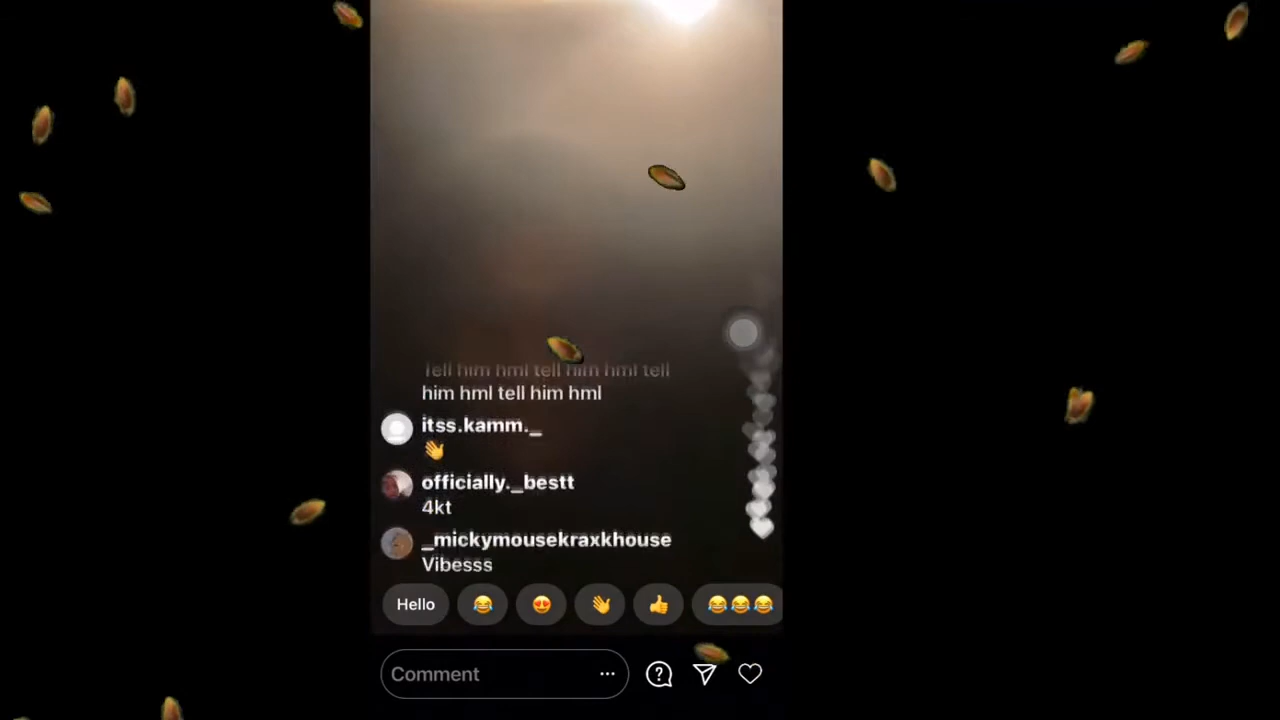 Tell him hml tell him hml tell
him hml tell him hml
itss.kamm._
👋
officially._bestt
4kt
_mickymousekraxkhouse
Vibesss
Hello 😂 😍 👋 👍 😂😂😂
Comment ...